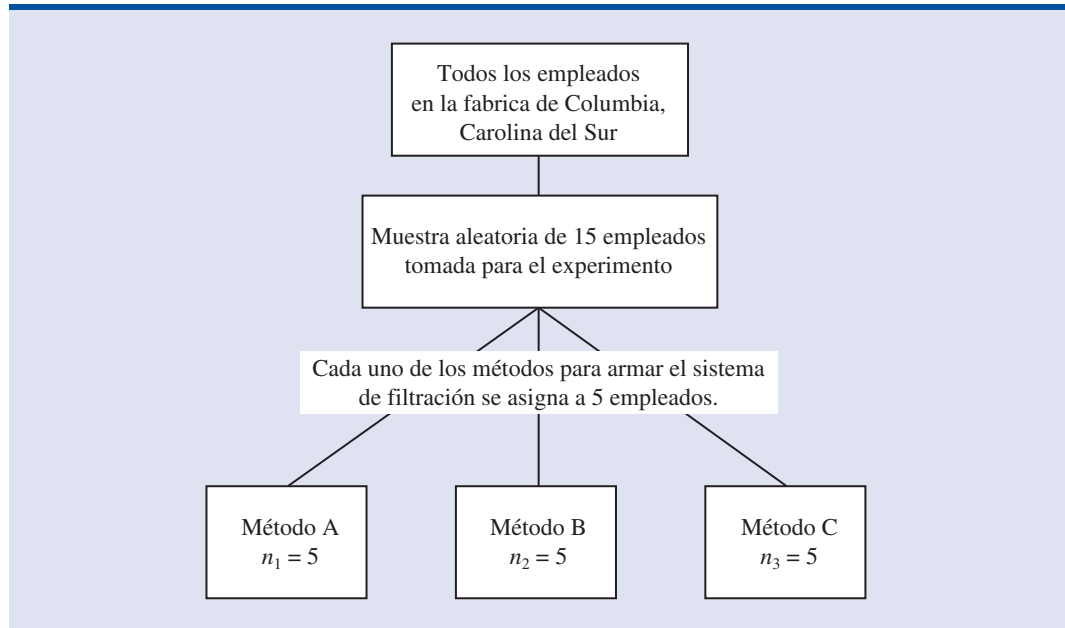 Todos los empleados
en la fabrica de Columbia,
Carolina del Sur
Muestra aleatoria de 15 empleados
tomada para el experimento
Cada uno de los métodos para armar el sistema
de filtración se asigna a 5 empleados.
Método A
n₁ = 5
Método B
n₂ = 5
Método C
n₃ = 5